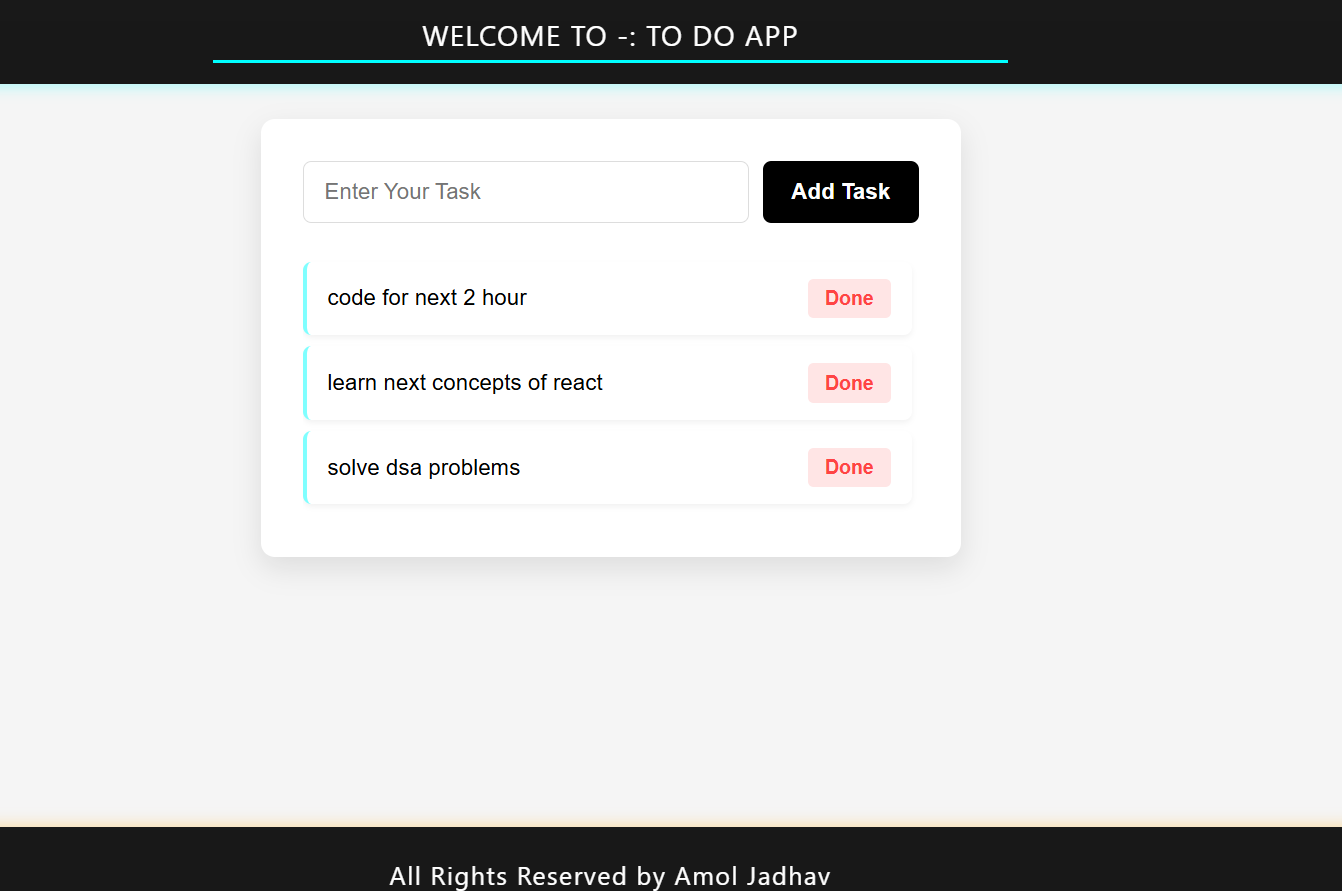 WELCOME TO -: TO DO APP
Enter Your Task
Add Task
code for next 2 hour
Done
learn next concepts of react
Done
solve dsa problems
Done
All Rights Reserved by Amol Jadhav